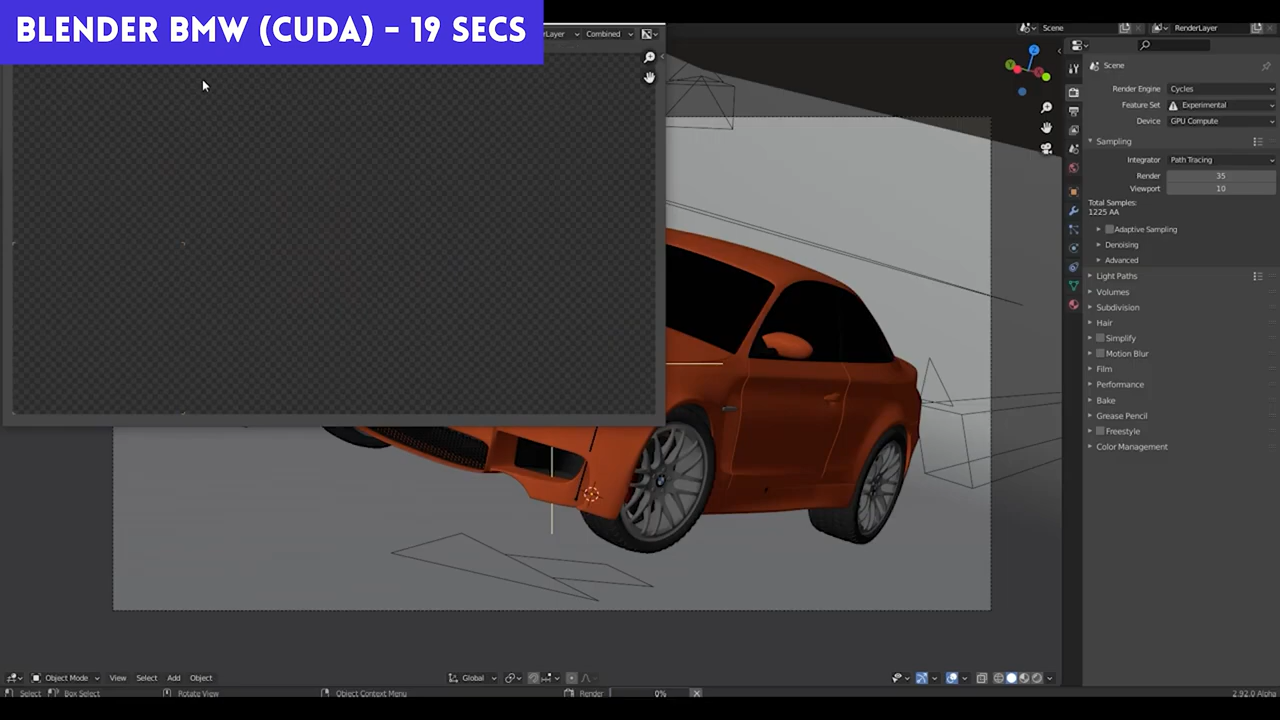 BLENDER BMW (CUDA) - 19 SECS
Layer
Combined
Scene
RenderLayer
Scene
Render Engine
Cycles
Feature Set
Experimental
Device
GPU Compute
Sampling
Integrator
Path Tracing
Render
35
Viewport
10
Total Samples:
1225 AA
Adaptive Sampling
Denoising
Advanced
Light Paths
Volumes
Subdivision
Hair
Simplify
Motion Blur
Film
Performance
Bake
Grease Pencil
Freestyle
Color Management
Object Mode
View
Select
Add
Object
Global
Select
Box Select
Rotate View
Object Context Menu
Render
0%
2.92.0 Alpha